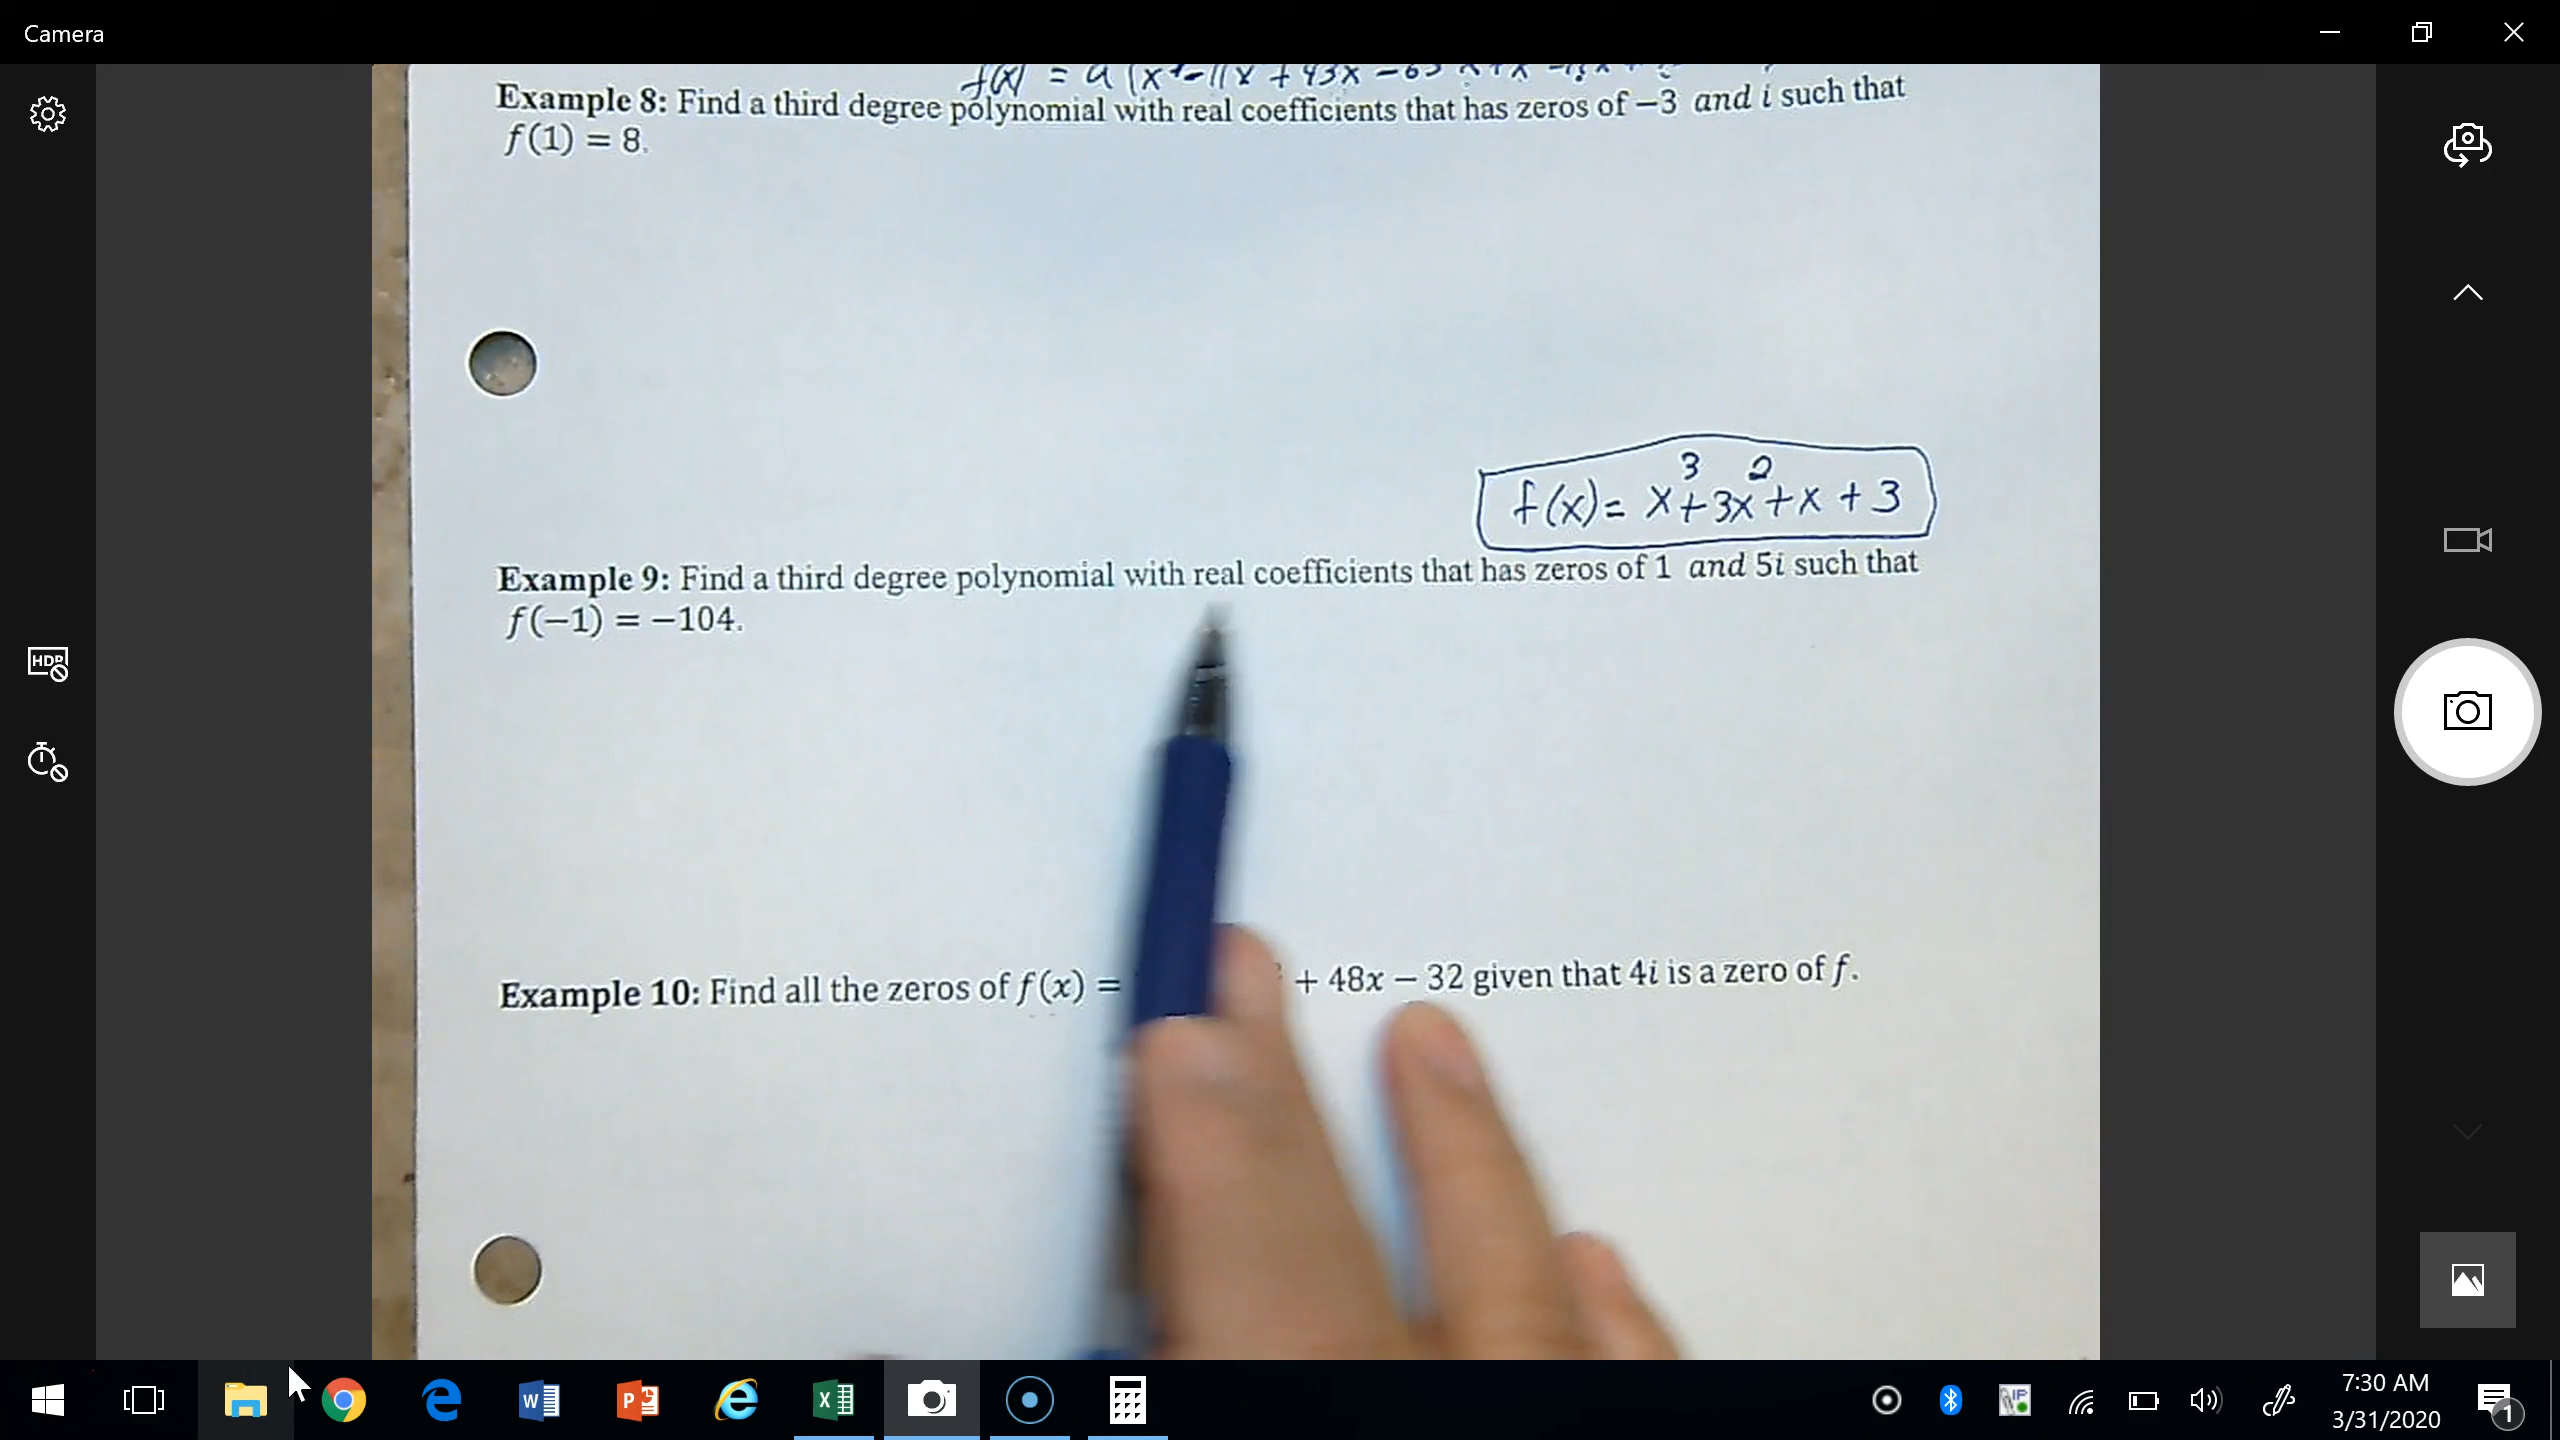 Camera
f(x) = a(x
Example 8: Find a third degree polynomial with real coefficients that has zeros of −3 and i such that
f(1) = 8.
f(x) = x³+3x²+x+3
Example 9: Find a third degree polynomial with real coefficients that has zeros of 1 and 5i such that
f(−1) = −104.
Example 10: Find all the zeros of f(x) = + 48x − 32 given that 4i is a zero of f.
HDR
7:30 AM
3/31/2020
1